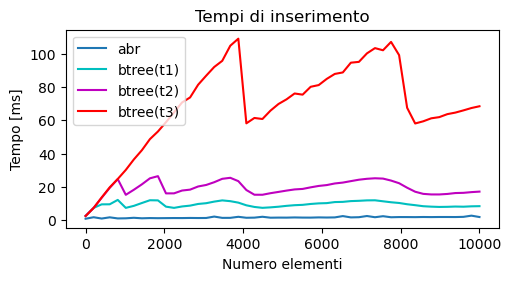 Tempi di inserimento
abr
btree(t1)
btree(t2)
btree(t3)
Tempo [ms]
100
80
60
40
20
0
0 2000 4000 6000 8000 10000
Numero elementi